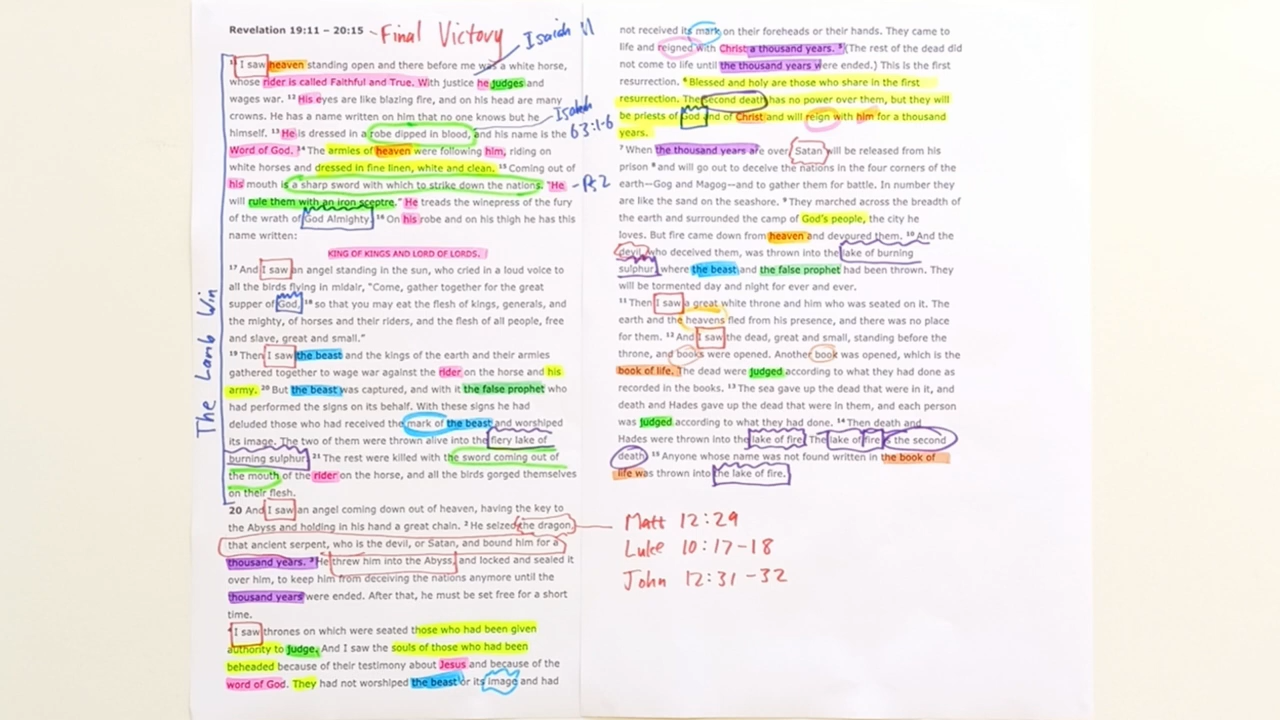 Revelation 19:11 – 20:15 ~ Final Victory
Isaiah 11
¹¹ I saw heaven standing open and there before me was a white horse,
whose rider is called Faithful and True. With justice he judges and
wages war. ¹² His eyes are like blazing fire, and on his head are many
crowns. He has a name written on him that no one knows but he
Isaiah
63:1-6
himself. ¹³ He is dressed in a robe dipped in blood, and his name is the
Word of God. ¹⁴ The armies of heaven were following him, riding on
white horses and dressed in fine linen, white and clean. ¹⁵ Coming out of
his mouth is a sharp sword with which to strike down the nations. "He
- Ps 2
will rule them with an iron sceptre." He treads the winepress of the fury
of the wrath of God Almighty. ¹⁶ On his robe and on his thigh he has this
name written:
KING OF KINGS AND LORD OF LORDS.
¹⁷ And I saw an angel standing in the sun, who cried in a loud voice to
all the birds flying in midair, "Come, gather together for the great
supper of God, ¹⁸ so that you may eat the flesh of kings, generals, and
the mighty, of horses and their riders, and the flesh of all people, free
and slave, great and small."
The Lamb Win
¹⁹ Then I saw the beast and the kings of the earth and their armies
gathered together to wage war against the rider on the horse and his
army. ²⁰ But the beast was captured, and with it the false prophet who
had performed the signs on its behalf. With these signs he had
deluded those who had received the mark of the beast and worshiped
its image. The two of them were thrown alive into the fiery lake of
burning sulphur. ²¹ The rest were killed with the sword coming out of
the mouth of the rider on the horse, and all the birds gorged themselves
on their flesh.
20 And I saw an angel coming down out of heaven, having the key to
the Abyss and holding in his hand a great chain. ² He seized the dragon,
that ancient serpent, who is the devil, or Satan, and bound him for a
thousand years. ³ He threw him into the Abyss, and locked and sealed it
over him, to keep him from deceiving the nations anymore until the
thousand years were ended. After that, he must be set free for a short
time.
⁴ I saw thrones on which were seated those who had been given
authority to judge. And I saw the souls of those who had been
beheaded because of their testimony about Jesus and because of the
word of God. They had not worshiped the beast or its image and had
not received its mark on their foreheads or their hands. They came to
life and reigned with Christ a thousand years. ⁵ (The rest of the dead did
not come to life until the thousand years were ended.) This is the first
resurrection. ⁶ Blessed and holy are those who share in the first
resurrection. The second death has no power over them, but they will
be priests of God and of Christ and will reign with him for a thousand
years.
⁷ When the thousand years are over, Satan will be released from his
prison ⁸ and will go out to deceive the nations in the four corners of the
earth—Gog and Magog—and to gather them for battle. In number they
are like the sand on the seashore. ⁹ They marched across the breadth of
the earth and surrounded the camp of God's people, the city he
loves. But fire came down from heaven and devoured them. ¹⁰ And the
devil, who deceived them, was thrown into the lake of burning
sulphur, where the beast and the false prophet had been thrown. They
will be tormented day and night for ever and ever.
¹¹ Then I saw a great white throne and him who was seated on it. The
earth and the heavens fled from his presence, and there was no place
for them. ¹² And I saw the dead, great and small, standing before the
throne, and books were opened. Another book was opened, which is the
book of life. The dead were judged according to what they had done as
recorded in the books. ¹³ The sea gave up the dead that were in it, and
death and Hades gave up the dead that were in them, and each person
was judged according to what they had done. ¹⁴ Then death and
Hades were thrown into the lake of fire. The lake of fire is the second
death. ¹⁵ Anyone whose name was not found written in the book of
life was thrown into the lake of fire.
Matt 12:29
Luke 10:17-18
John 12:31-32